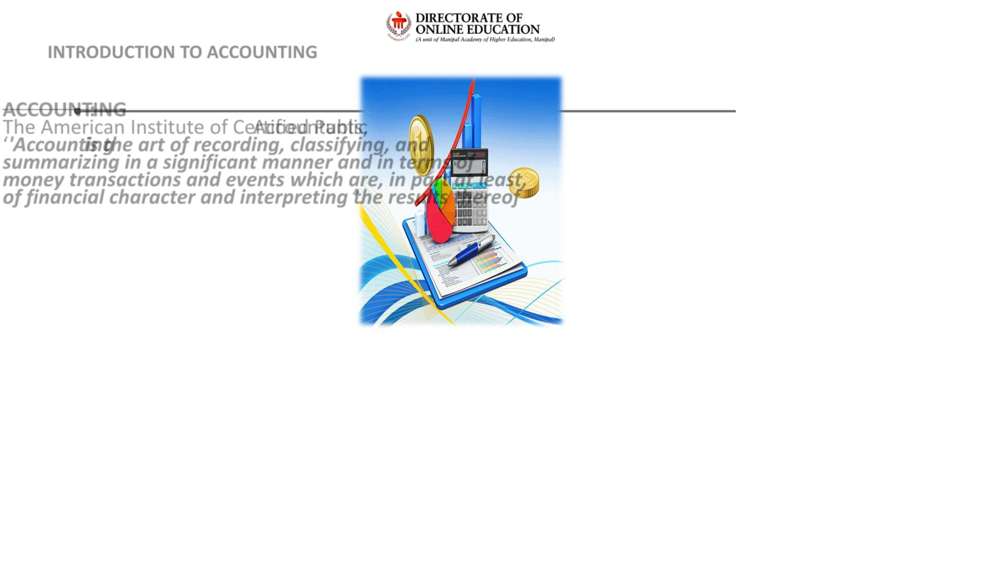 DIRECTORATE OF
ONLINE EDUCATION
(A unit of Manipal Academy of Higher Education, Manipal)
INTRODUCTION TO ACCOUNTING
ACCOUNTING
The American Institute of Certified Public Accountants,
‘'Accounting is the art of recording, classifying, and
summarizing in a significant manner and in terms of
money transactions and events which are, in part at least,
of financial character and interpreting the results thereof